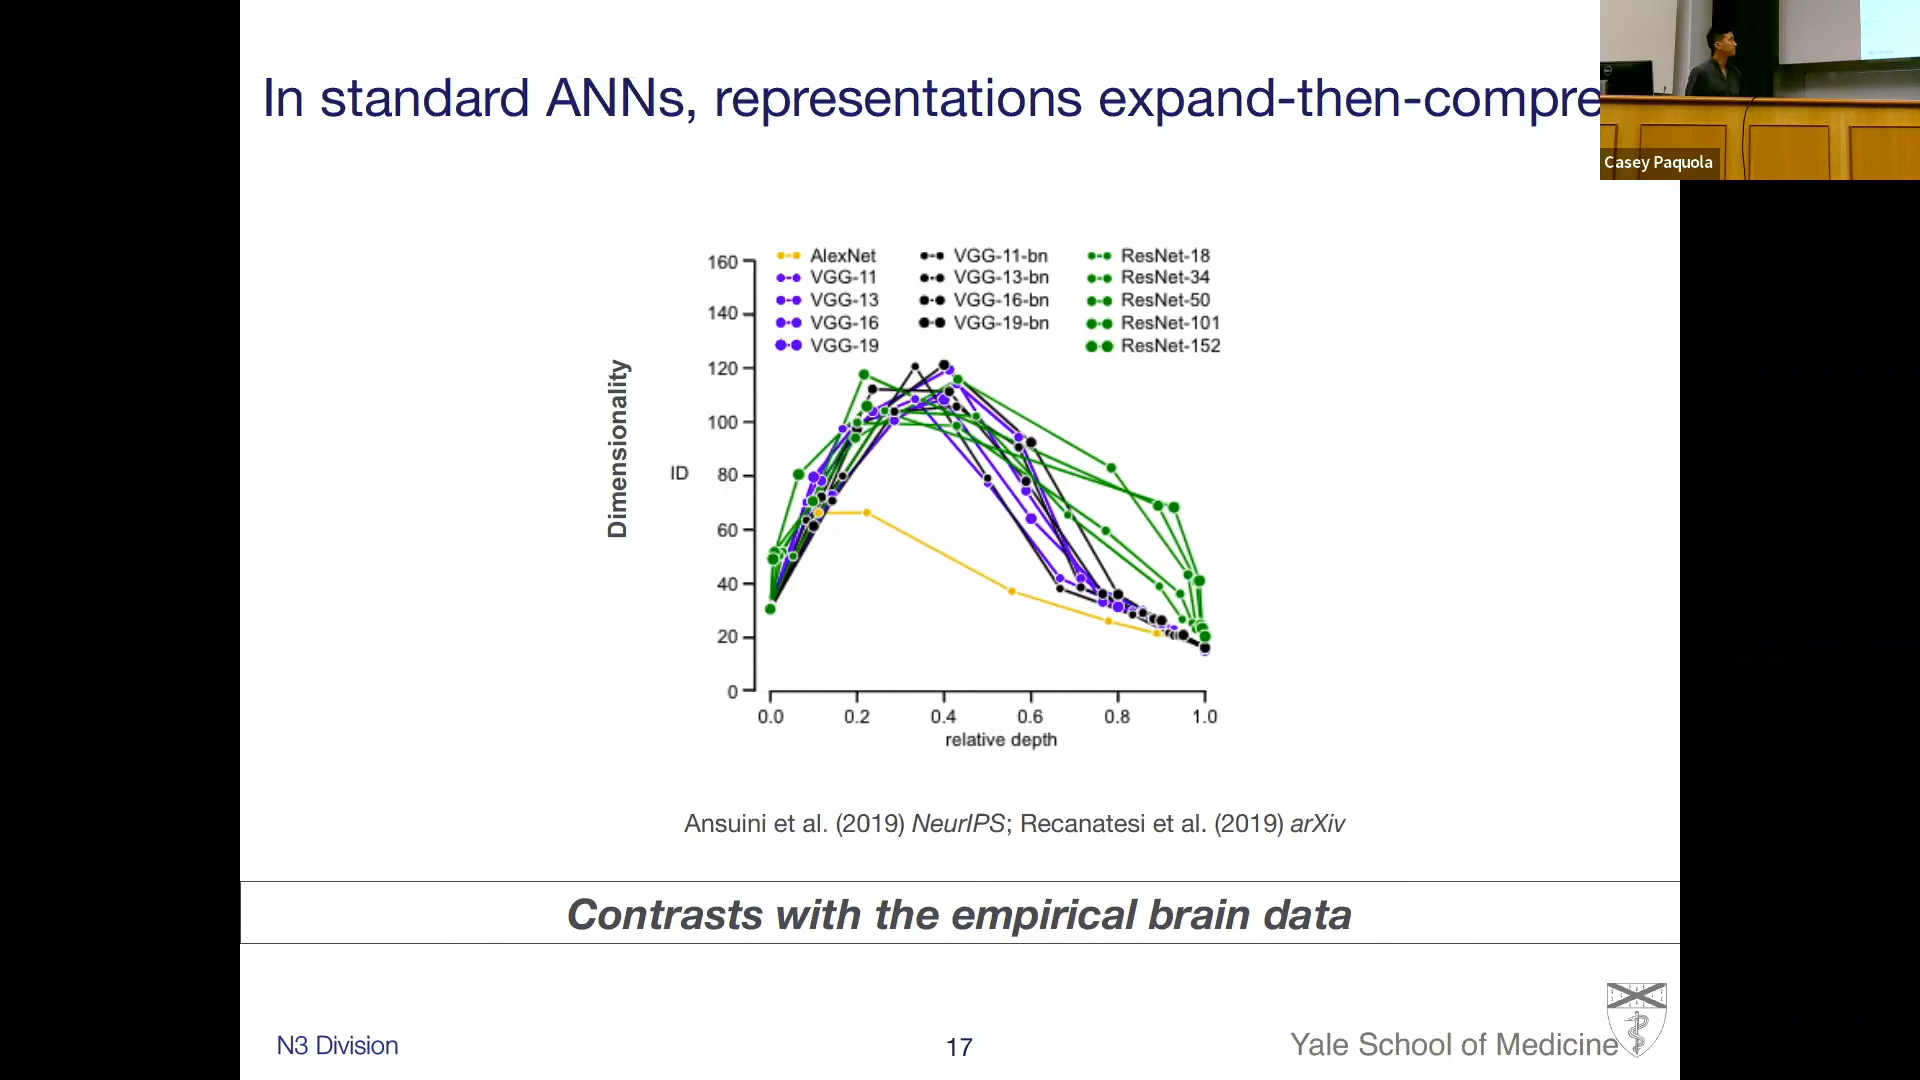 In standard ANNs, representations expand-then-compre
Casey Paquola
AlexNet
VGG-11
VGG-13
VGG-16
VGG-19
VGG-11-bn
VGG-13-bn
VGG-16-bn
VGG-19-bn
ResNet-18
ResNet-34
ResNet-50
ResNet-101
ResNet-152
Dimensionality
ID
160
140
120
100
80
60
40
20
0
0.0 0.2 0.4 0.6 0.8 1.0
relative depth
Ansuini et al. (2019) NeurIPS; Recanatesi et al. (2019) arXiv
Contrasts with the empirical brain data
N3 Division
17
Yale School of Medicine